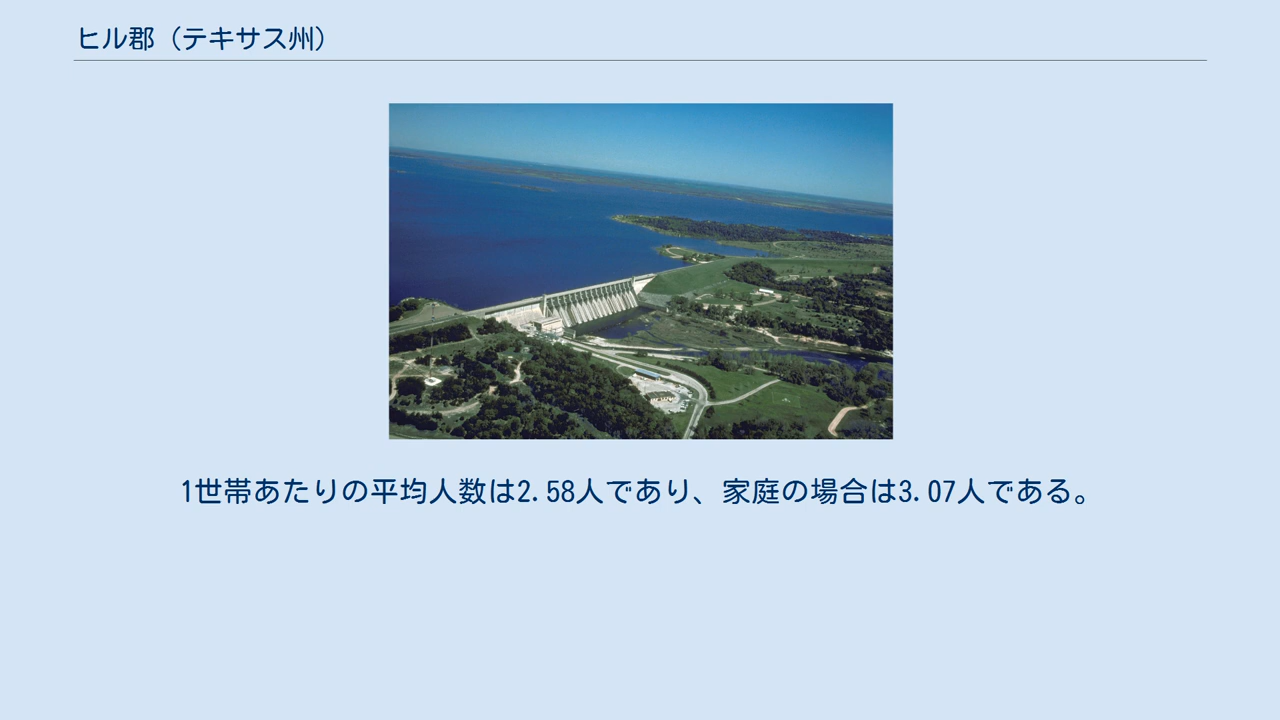 ヒル郡（テキサス州）
1世帯あたりの平均人数は2.58人であり、家庭の場合は3.07人である。